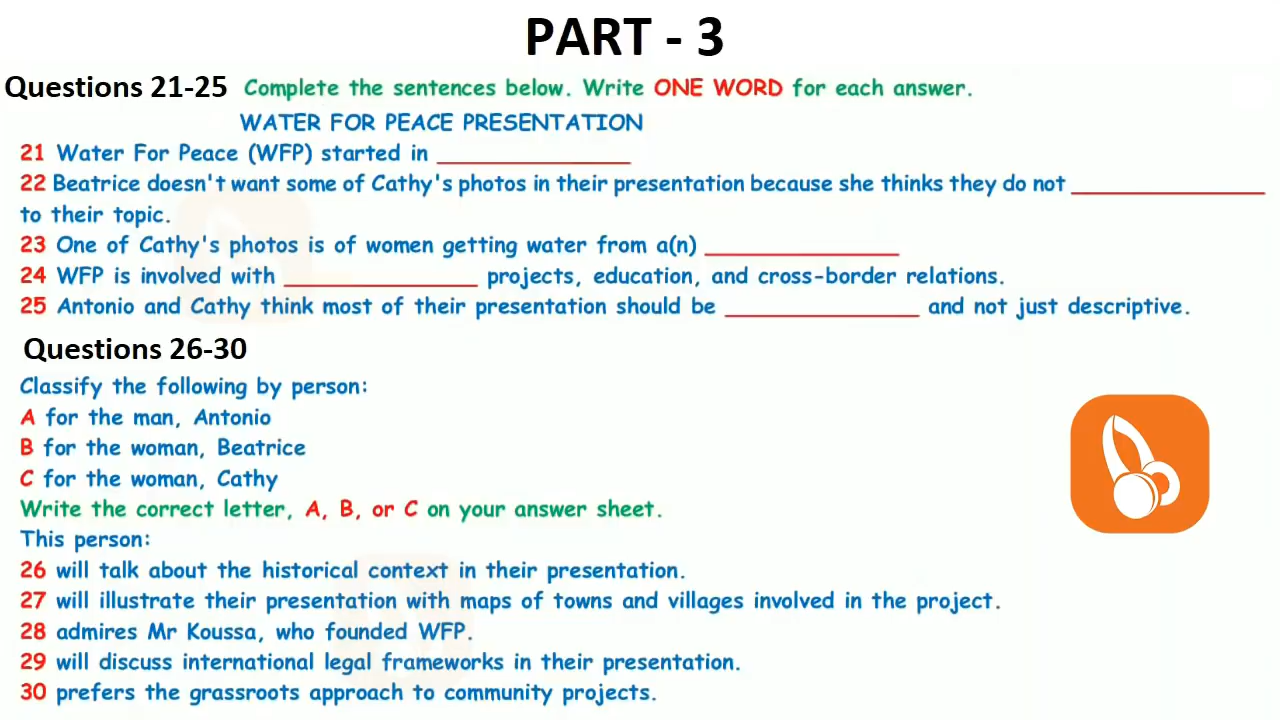 PART - 3
Questions 21-25 Complete the sentences below. Write ONE WORD for each answer.
WATER FOR PEACE PRESENTATION
21 Water For Peace (WFP) started in ____________
22 Beatrice doesn't want some of Cathy's photos in their presentation because she thinks they do not ____________
to their topic.
23 One of Cathy's photos is of women getting water from a(n) ____________
24 WFP is involved with ____________ projects, education, and cross-border relations.
25 Antonio and Cathy think most of their presentation should be ____________ and not just descriptive.
Questions 26-30
Classify the following by person:
A for the man, Antonio
B for the woman, Beatrice
C for the woman, Cathy
Write the correct letter, A, B, or C on your answer sheet.
This person:
26 will talk about the historical context in their presentation.
27 will illustrate their presentation with maps of towns and villages involved in the project.
28 admires Mr Koussa, who founded WFP.
29 will discuss international legal frameworks in their presentation.
30 prefers the grassroots approach to community projects.